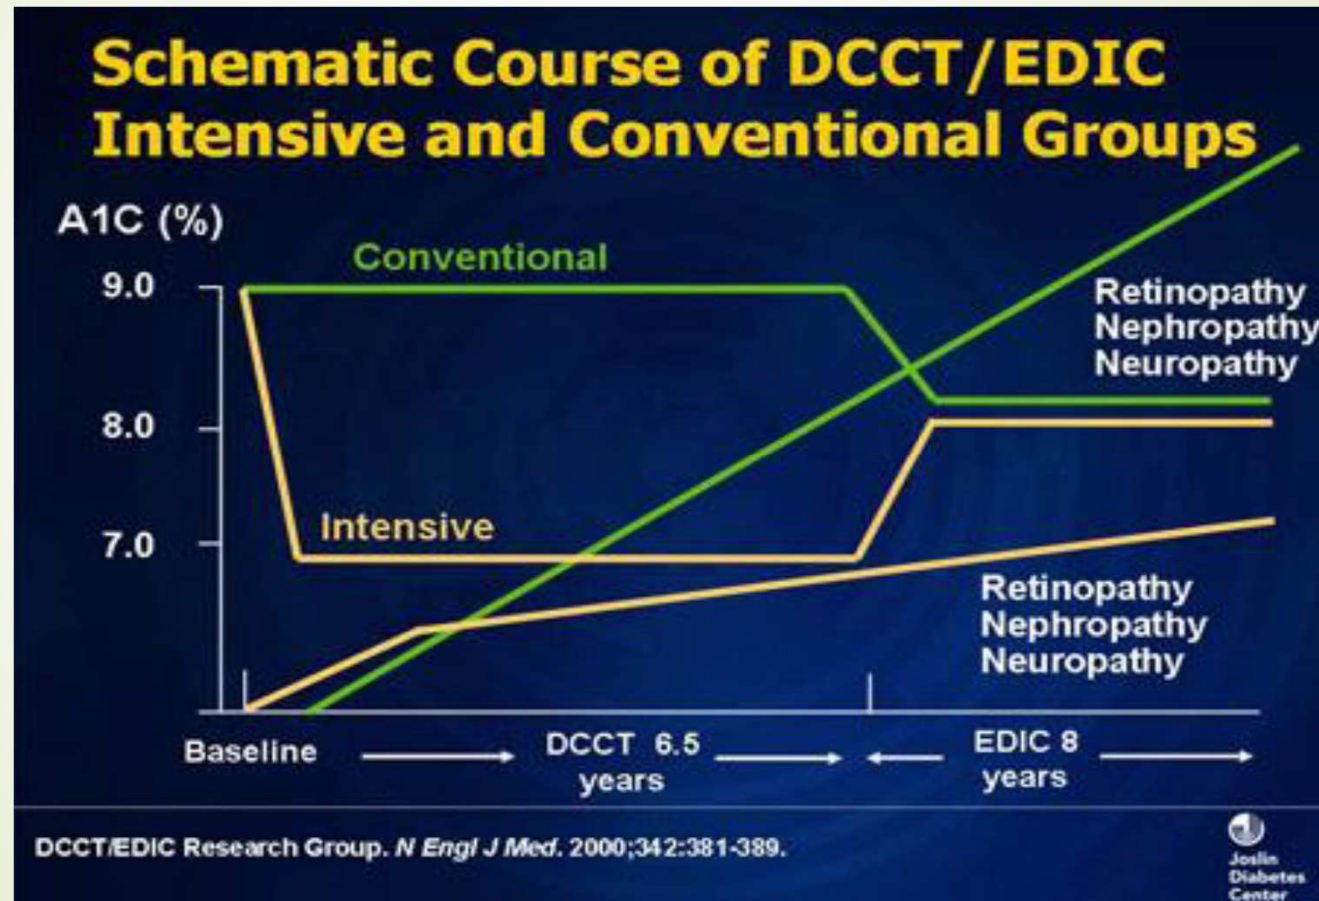 Schematic Course of DCCT/EDIC
Intensive and Conventional Groups
A1C (%)
Conventional
9.0
Retinopathy
Nephropathy
Neuropathy
8.0
Intensive
7.0
Retinopathy
Nephropathy
Neuropathy
Baseline
DCCT 6.5
years
EDIC 8
years
DCCT/EDIC Research Group. N Engl J Med. 2000;342:381-389.
Joslin
Diabetes
Center